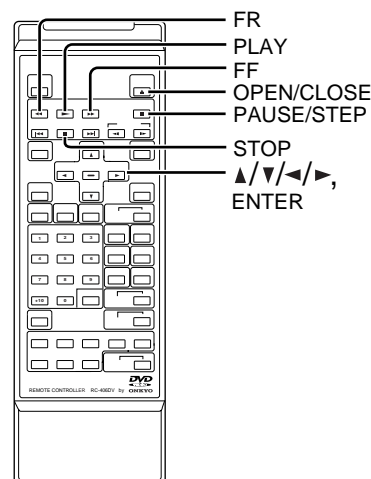 FR
PLAY
FF
OPEN/CLOSE
PAUSE/STEP
STOP
▲/▼/◄/►,
ENTER
1 2 3
4 5 6
7 8 9
+10 0
DVD
VIDEO
REMOTE CONTROLLER RC-406DV by ONKYO